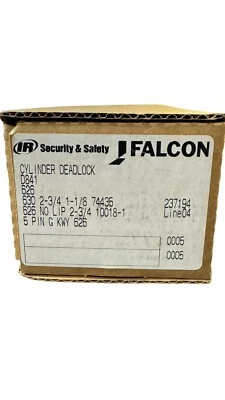 IR Security & Safety FALCON
CYLINDER DEADLOCK
D841
626
630 2-3/4 1-1/8 74436 237194
626 NO LIP 2-3/4 10018-1 Line04
6 PIN G KWY 626
0005
0005